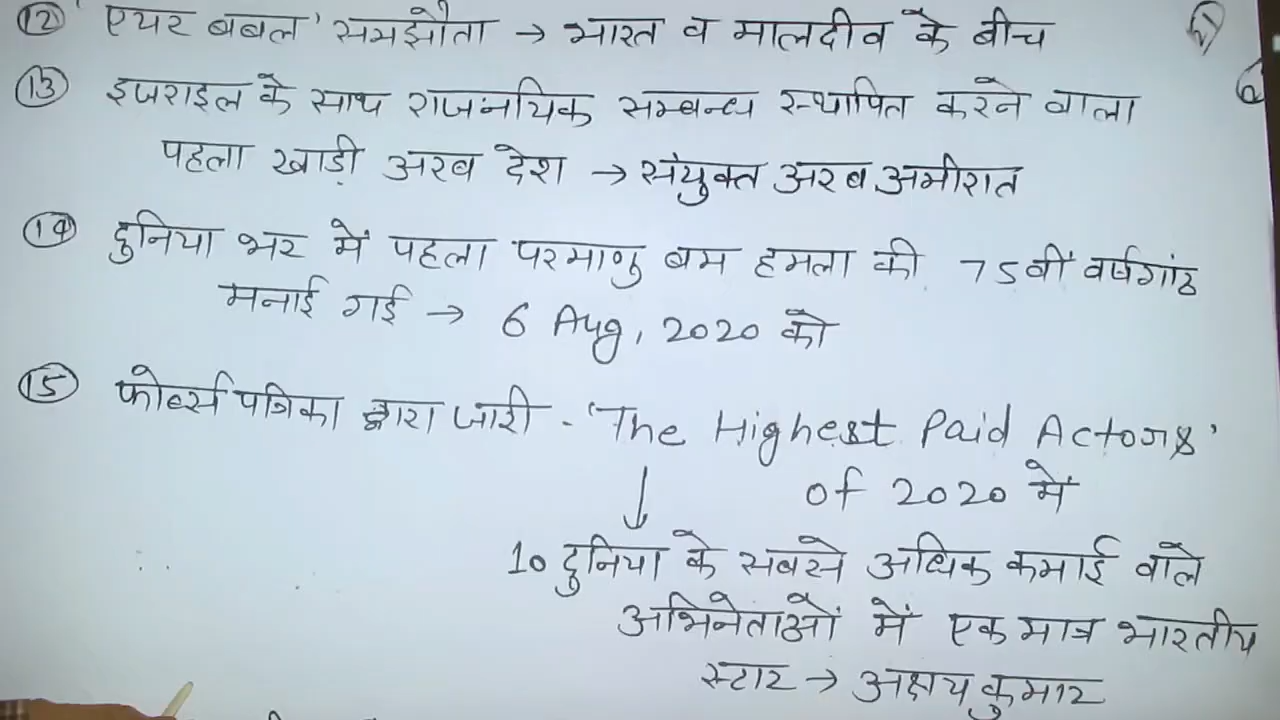 ⑫ 'एयर बबल' समझौता → भारत व मालदीव के बीच
⑬ इजराइल के साथ राजनयिक सम्बन्ध स्थापित करने वाला
पहला खाड़ी अरब देश → संयुक्त अरब अमीरात
⑭ दुनिया भर में पहला परमाणु बम हमला की 75वीं वर्षगांठ
मनाई गई → 6 Aug, 2020 को
⑮ फोर्ब्स पत्रिका द्वारा जारी - 'The Highest Paid Actors'
↓ of 2020 में
10 दुनिया के सबसे अधिक कमाई वाले
अभिनेताओं में एक मात्र भारतीय
स्टार → अक्षय कुमार